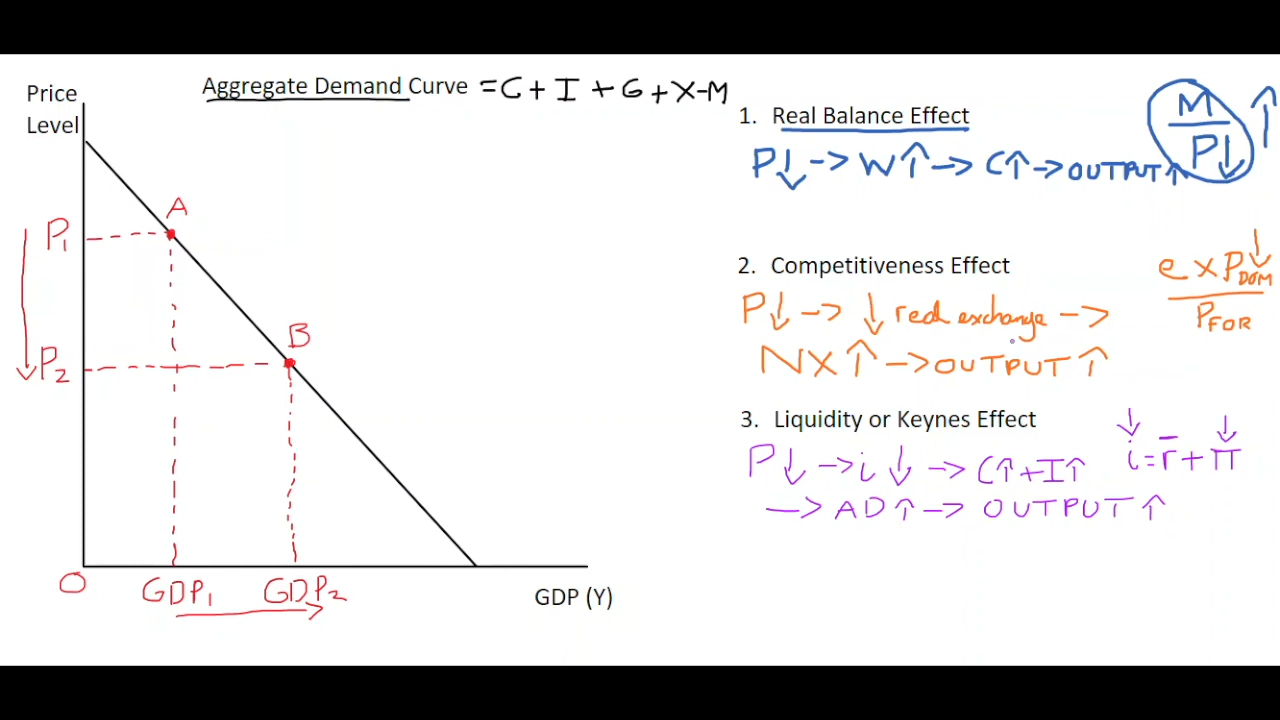 Price
Level
Aggregate Demand Curve = C + I + G + X-M
P₁
A
P₂
B
O
GDP₁ GDP₂
GDP (Y)
1. Real Balance Effect
M
P↓ ↑
P↓ -> W↑ -> C↑ -> OUTPUT↑
2. Competitiveness Effect
e x P↓DOM
PFOR
P↓ -> ↓ real exchange ->
NX↑ -> OUTPUT↑
3. Liquidity or Keynes Effect
↓ ↓
i = r̄ + π
P↓ -> i↓ -> C↑ + I↑
-> AD↑ -> OUTPUT↑